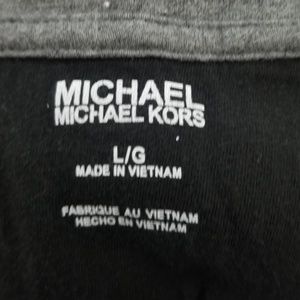 MICHAEL
MICHAEL KORS
L/G
MADE IN VIETNAM
FABRIQUE AU VIETNAM
HECHO EN VIETNAM